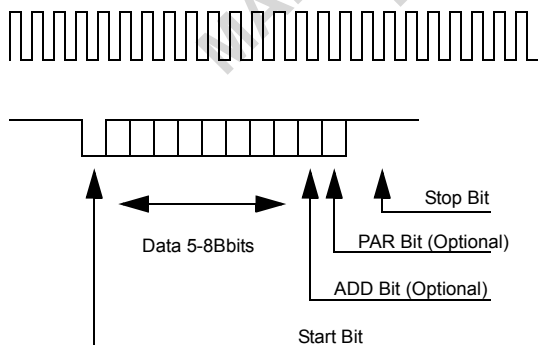 Stop Bit
Data 5-8Bbits
PAR Bit (Optional)
ADD Bit (Optional)
Start Bit